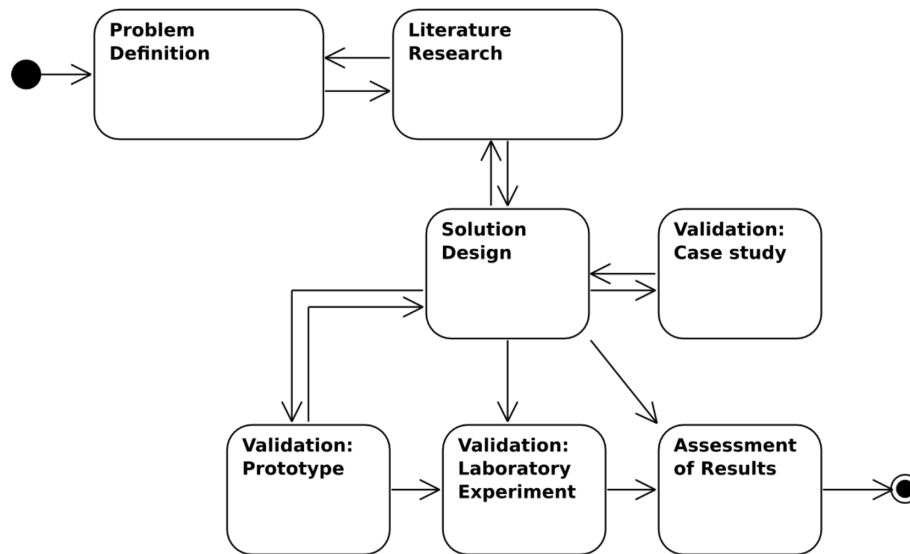 Problem
Definition
Literature
Research
Solution
Design
Validation:
Case study
Validation:
Prototype
Validation:
Laboratory
Experiment
Assessment
of Results